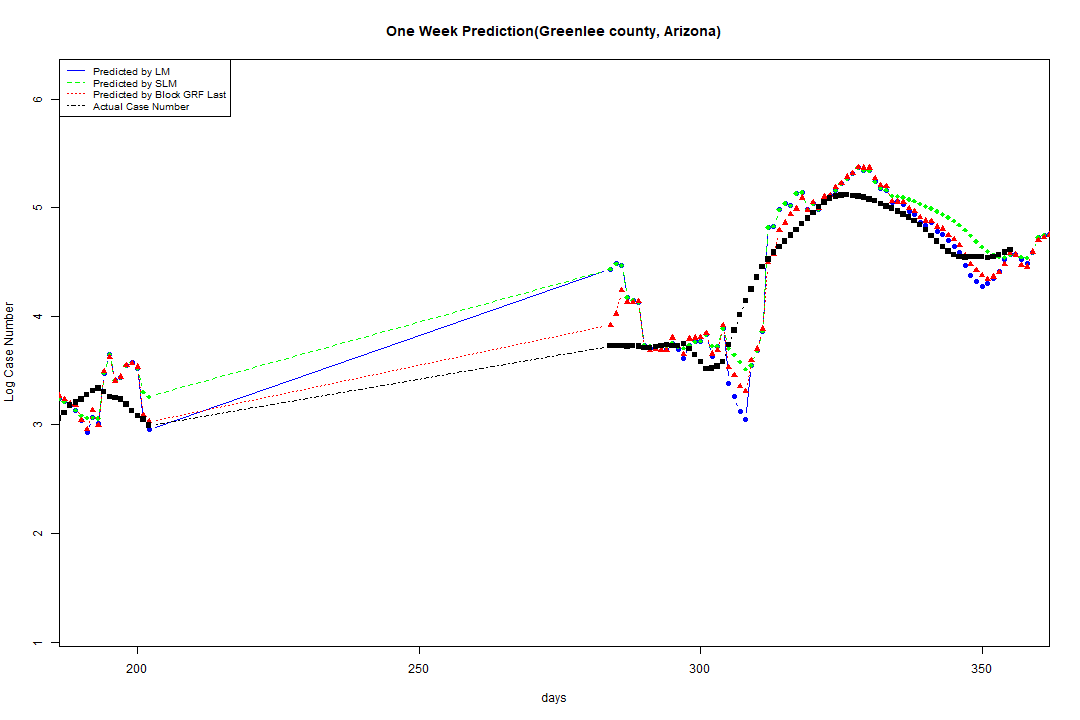 One Week Prediction(Greenlee county, Arizona)
Predicted by LM
Predicted by SLM
Predicted by Block GRF Last
Actual Case Number
6
5
4
3
2
1
Log Case Number
200 250 300 350
days